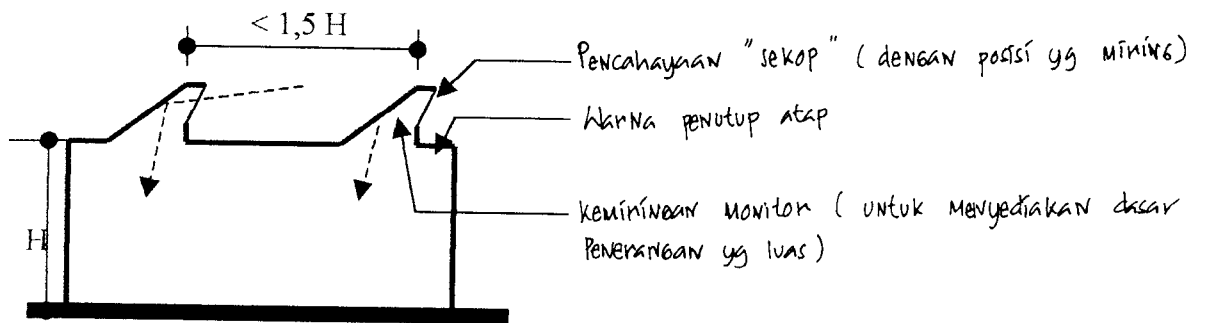 < 1,5 H
Pencahayaan "sekop" (dengan posisi yg miring)
Warna penutup atap
Kemiringan Monitor (untuk Menyediakan dasar
Penerangan yg luas)
H